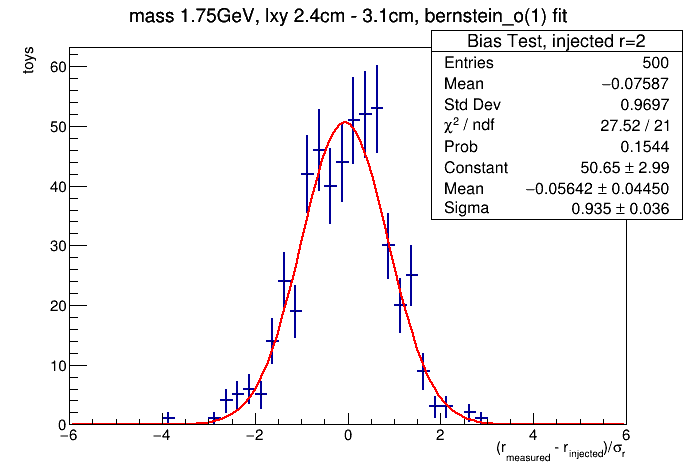 mass 1.75GeV, lxy 2.4cm - 3.1cm, bernstein_o(1) fit
Bias Test, injected r=2
Entries 500
Mean −0.07587
Std Dev 0.9697
χ² / ndf 27.52 / 21
Prob 0.1544
Constant 50.65 ± 2.99
Mean −0.05642 ± 0.04450
Sigma 0.935 ± 0.036
toys
60
50
40
30
20
10
0
−6 −4 −2 0 2 4 6
(r_measured - r_injected)/σ_r